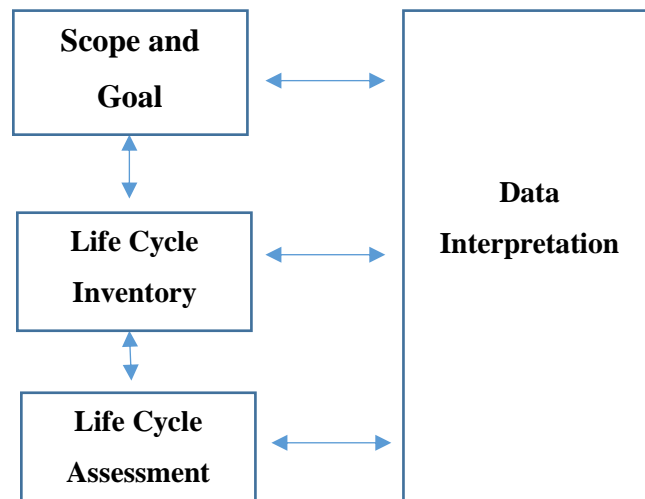 Scope and
Goal
Life Cycle
Inventory
Life Cycle
Assessment
Data
Interpretation